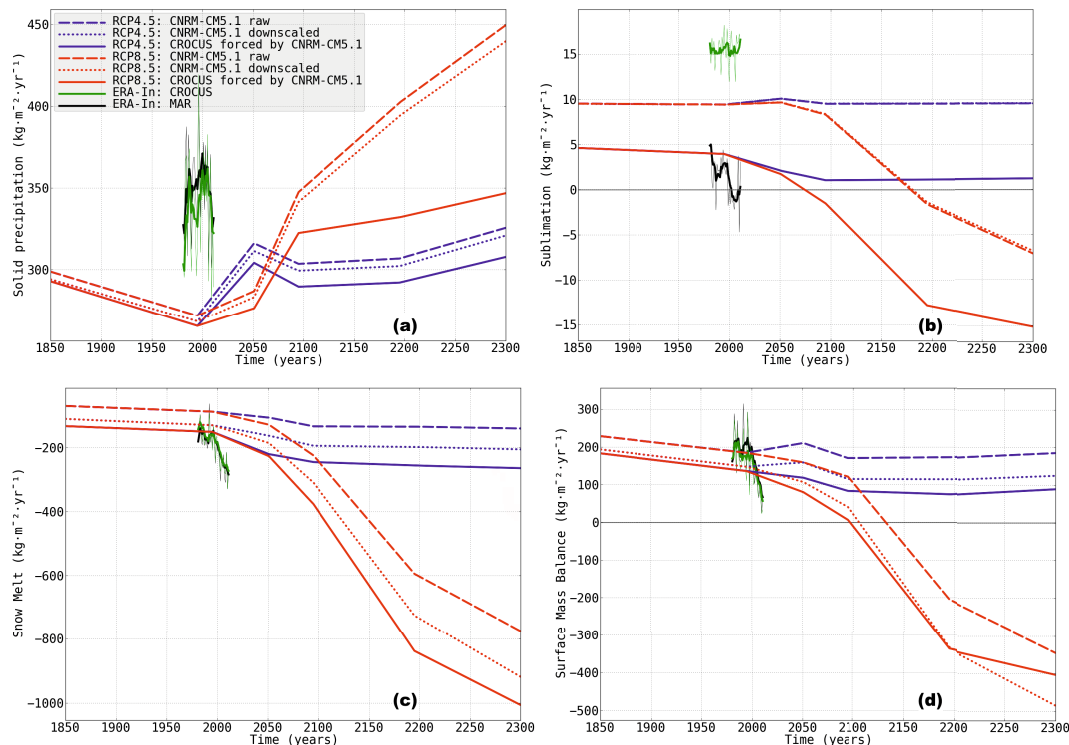 450
400
350
300
Solid precipitation (kg·m⁻²·yr⁻¹)
RCP4.5: CNRM-CM5.1 raw
RCP4.5: CNRM-CM5.1 downscaled
RCP4.5: CROCUS forced by CNRM-CM5.1
RCP8.5: CNRM-CM5.1 raw
RCP8.5: CNRM-CM5.1 downscaled
RCP8.5: CROCUS forced by CNRM-CM5.1
ERA-In: CROCUS
ERA-In: MAR
(a)
1850 1900 1950 2000 2050 2100 2150 2200 2250 2300
Time (years)
15
10
5
0
−5
−10
−15
Sublimation (kg·m⁻²·yr⁻¹)
(b)
1850 1900 1950 2000 2050 2100 2150 2200 2250 2300
Time (years)
−200
−400
−600
−800
−1000
Snow Melt (kg·m⁻²·yr⁻¹)
(c)
1850 1900 1950 2000 2050 2100 2150 2200 2250 2300
Time (years)
300
200
100
0
−100
−200
−300
−400
−500
Surface Mass Balance (kg·m⁻²·yr⁻¹)
(d)
1850 1900 1950 2000 2050 2100 2150 2200 2250 2300
Time (years)